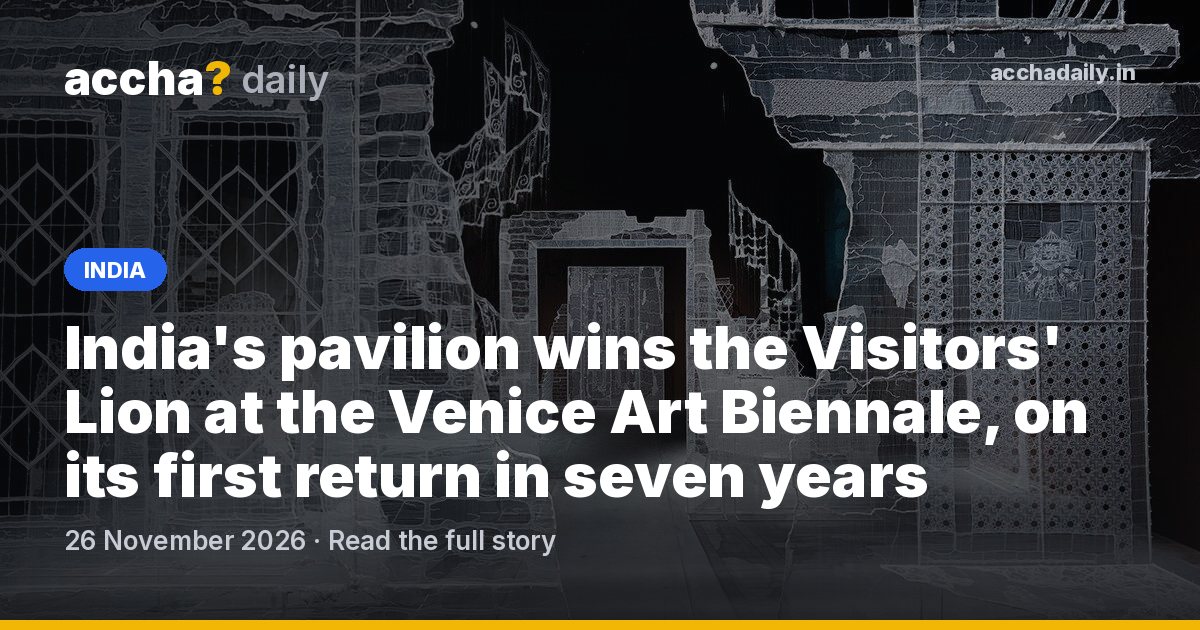 accha? daily
acchadaily.in
INDIA
India's pavilion wins the Visitors'
Lion at the Venice Art Biennale, on
its first return in seven years
26 November 2026 · Read the full story